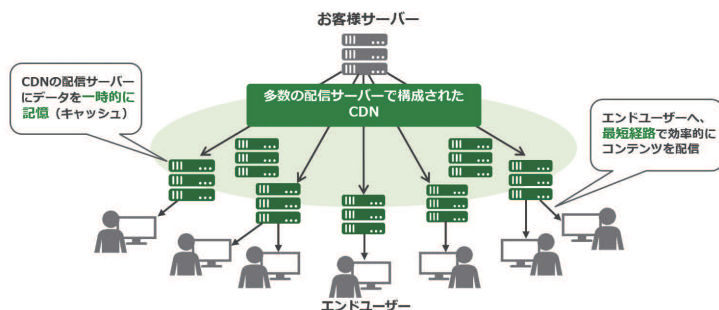 お客様サーバー
CDNの配信サーバー
にデータを一時的に
記憶（キャッシュ）
多数の配信サーバーで構成された
CDN
エンドユーザーへ、
最短経路で効率的に
コンテンツを配信
エンドユーザー